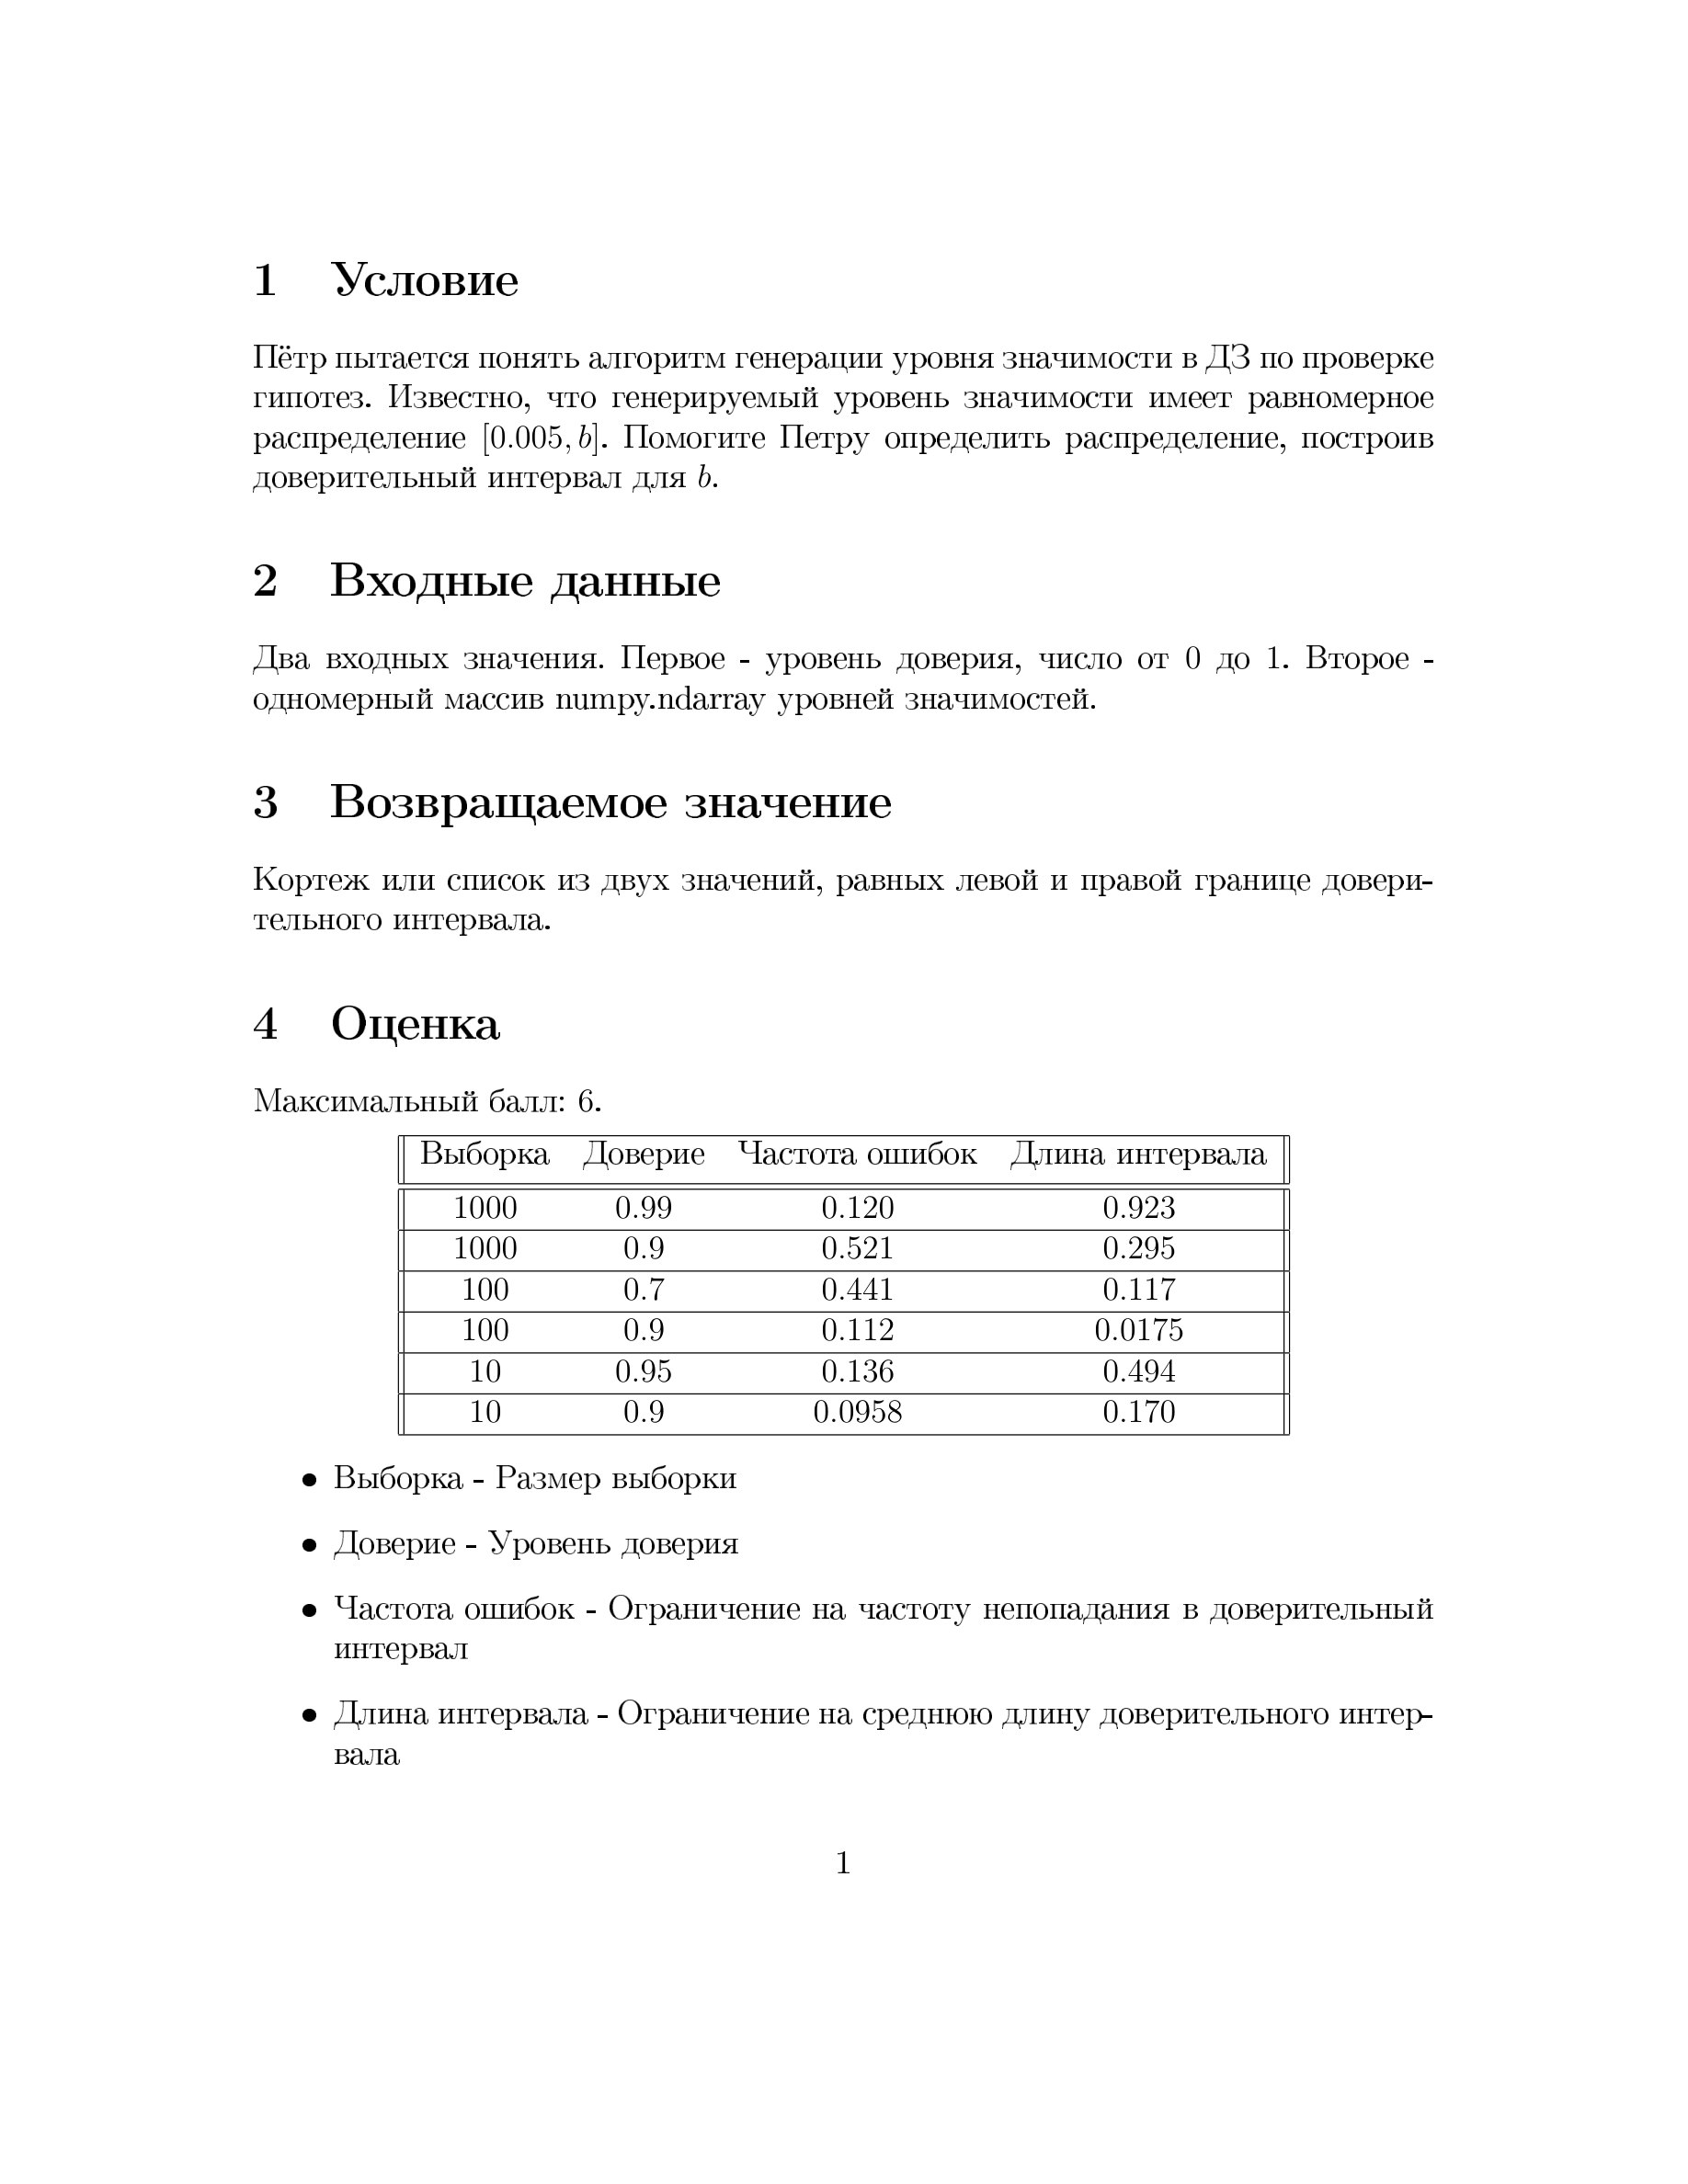 1 Условие
Пётр пытается понять алгоритм генерации уровня значимости в ДЗ по проверке
гипотез. Известно, что генерируемый уровень значимости имеет равномерное
распределение [0.005, b]. Помогите Петру определить распределение, построив
доверительный интервал для b.
2 Входные данные
Два входных значения. Первое - уровень доверия, число от 0 до 1. Второе -
одномерный массив numpy.ndarray уровней значимостей.
3 Возвращаемое значение
Кортеж или список из двух значений, равных левой и правой границе довери-
тельного интервала.
4 Оценка
Максимальный балл: 6.
Выборка Доверие Частота ошибок Длина интервала
1000 0.99 0.120 0.923
1000 0.9 0.521 0.295
100 0.7 0.441 0.117
100 0.9 0.112 0.0175
10 0.95 0.136 0.494
10 0.9 0.0958 0.170
• Выборка - Размер выборки
• Доверие - Уровень доверия
• Частота ошибок - Ограничение на частоту непопадания в доверительный
интервал
• Длина интервала - Ограничение на среднюю длину доверительного интер-
вала
1